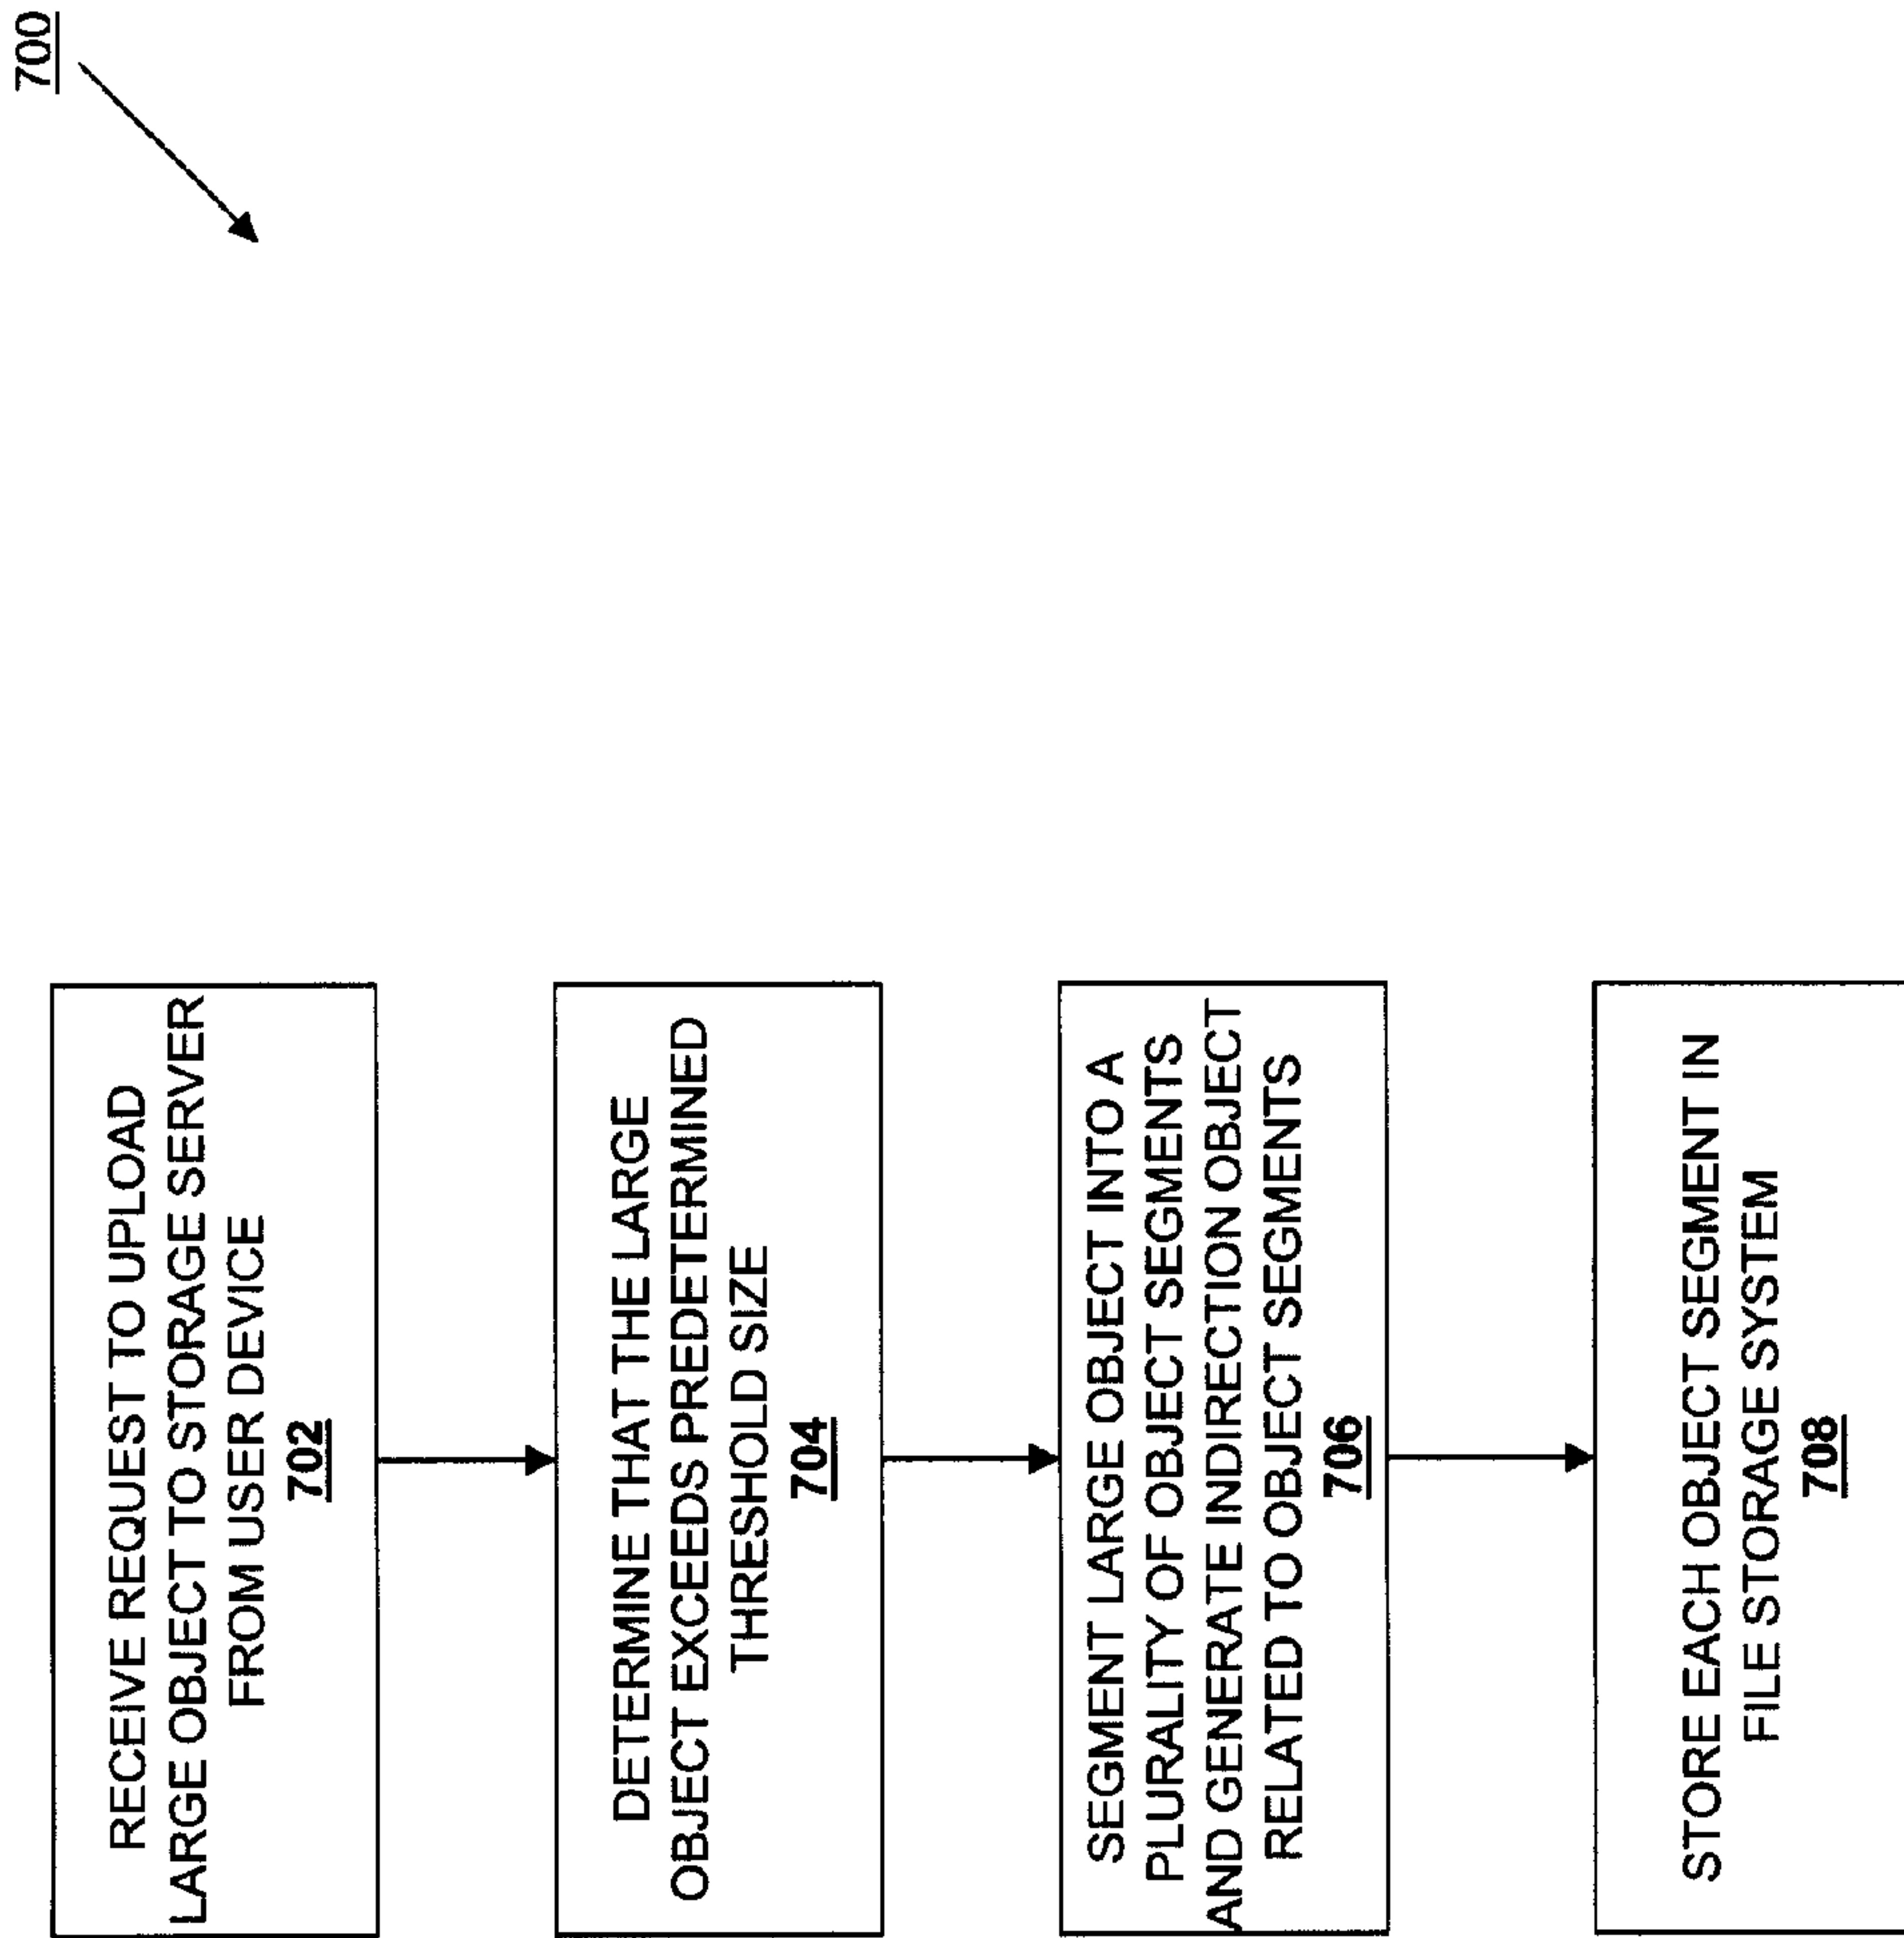 700
RECEIVE REQUEST TO UPLOAD
LARGE OBJECT TO STORAGE SERVER
FROM USER DEVICE
702
DETERMINE THAT THE LARGE
OBJECT EXCEEDS PREDETERMINED
THRESHOLD SIZE
704
SEGMENT LARGE OBJECT INTO A
PLURALITY OF OBJECT SEGMENTS
AND GENERATE INDIRECTION OBJECT
RELATED TO OBJECT SEGMENTS
706
STORE EACH OBJECT SEGMENT IN
FILE STORAGE SYSTEM
708